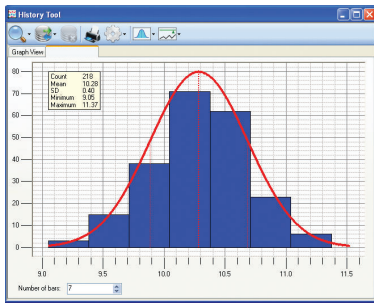 History Tool
Graph View
Count 218
Mean 10.28
SD 0.40
Minimum 9.05
Maximum 11.37
80
70
60
50
40
30
20
10
0
9.0 9.5 10.0 10.5 11.0 11.5
Number of bars: 7